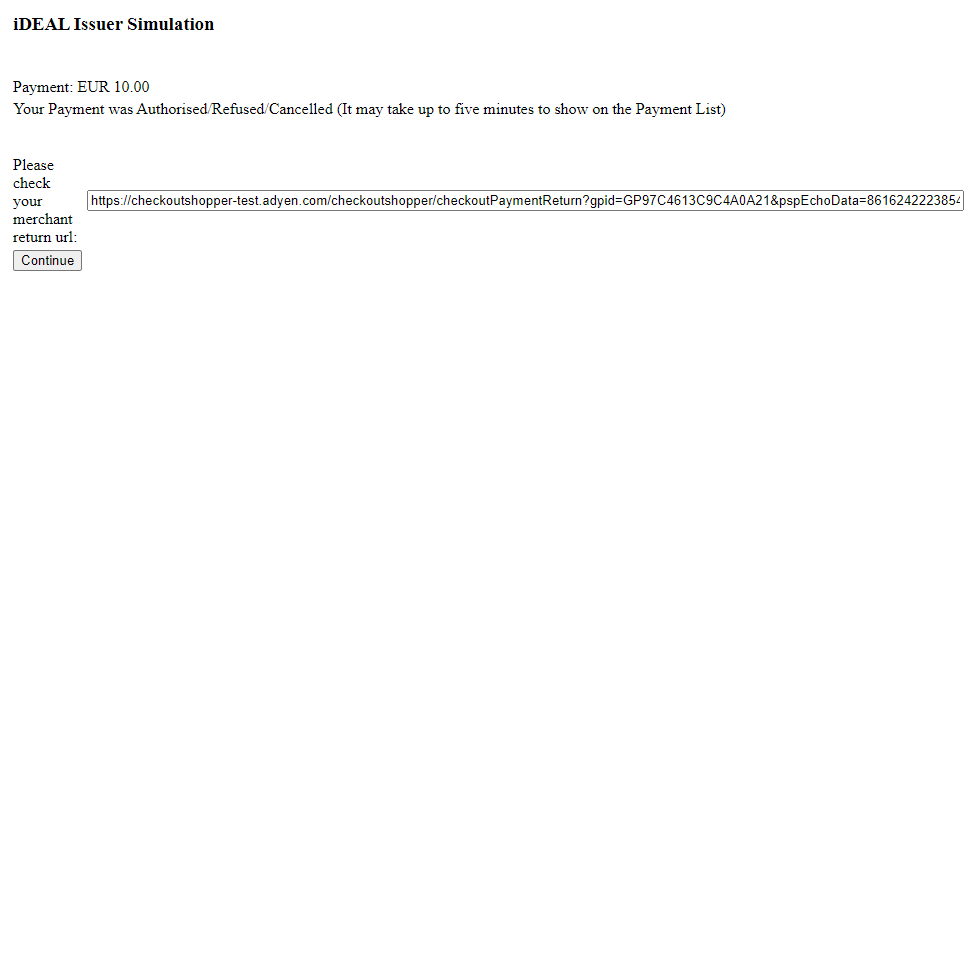 iDEAL Issuer Simulation
Payment: EUR 10.00
Your Payment was Authorised/Refused/Cancelled (It may take up to five minutes to show on the Payment List)
Please
check
your
merchant
return url:
https://checkoutshopper-test.adyen.com/checkoutshopper/checkoutPaymentReturn?gpid=GP97C4613C9C4A0A21&pspEchoData=8616242223854
Continue